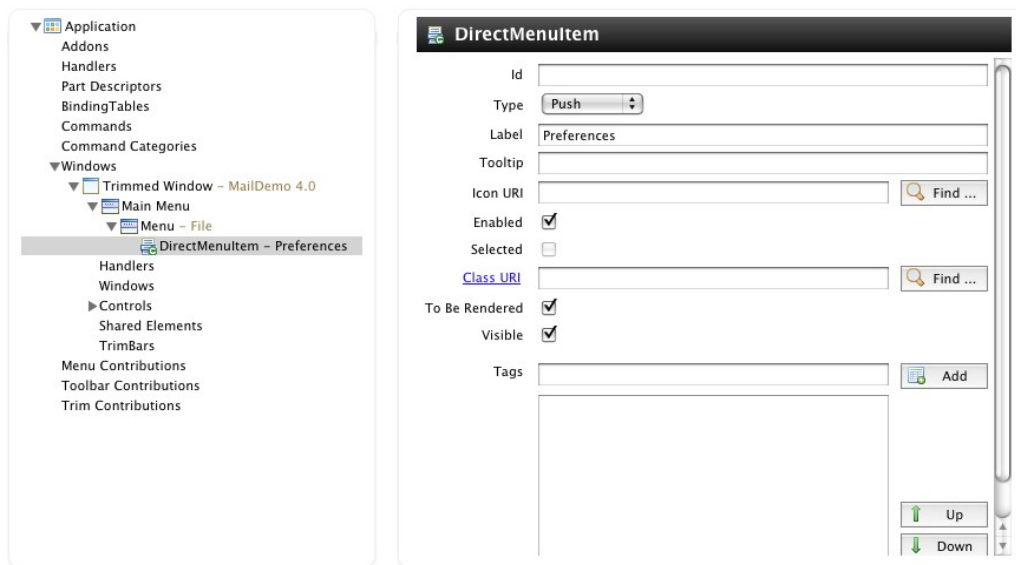 Application
Addons
Handlers
Part Descriptors
BindingTables
Commands
Command Categories
Windows
Trimmed Window – MailDemo 4.0
Main Menu
Menu – File
DirectMenuItem – Preferences
Handlers
Windows
Controls
Shared Elements
TrimBars
Menu Contributions
Toolbar Contributions
Trim Contributions
DirectMenuItem
Id
Type Push
Label Preferences
Tooltip
Icon URI Find ...
Enabled
Selected
Class URI Find ...
To Be Rendered
Visible
Tags Add
Up
Down